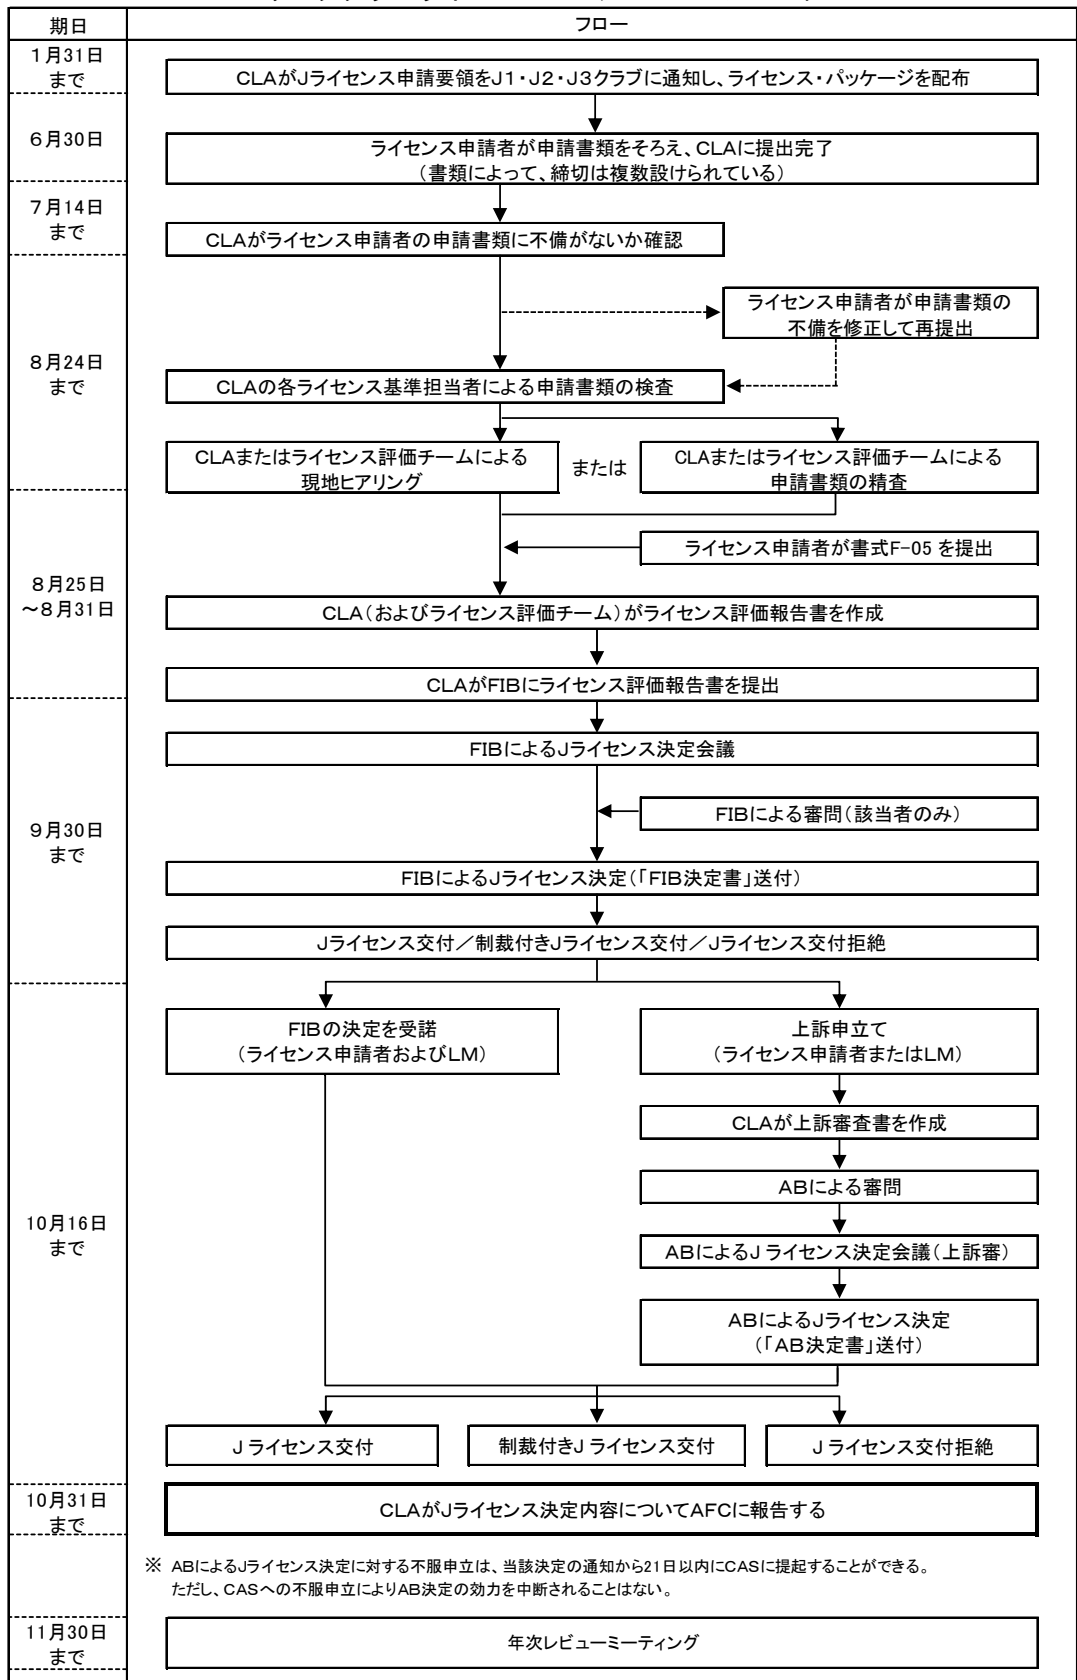 期日
フロー
1月31日
まで
CLAがJライセンス申請要領をJ1・J2・J3クラブに通知し、ライセンス・パッケージを配布
6月30日
ライセンス申請者が申請書類をそろえ、CLAに提出完了
（書類によって、締切は複数設けられている）
7月14日
まで
CLAがライセンス申請者の申請書類に不備がないか確認
ライセンス申請者が申請書類の
不備を修正して再提出
8月24日
まで
CLAの各ライセンス基準担当者による申請書類の検査
CLAまたはライセンス評価チームによる
現地ヒアリング
または
CLAまたはライセンス評価チームによる
申請書類の精査
ライセンス申請者が書式F-05 を提出
8月25日
～8月31日
CLA（およびライセンス評価チーム）がライセンス評価報告書を作成
CLAがFIBにライセンス評価報告書を提出
FIBによるJライセンス決定会議
FIBによる審問（該当者のみ）
9月30日
まで
FIBによるJライセンス決定（「FIB決定書」送付）
Jライセンス交付／制裁付きJライセンス交付／Jライセンス交付拒絶
FIBの決定を受諾
（ライセンス申請者およびLM）
上訴申立て
（ライセンス申請者またはLM）
CLAが上訴審査書を作成
ABによる審問
10月16日
まで
ABによるJ ライセンス決定会議（上訴審）
ABによるJライセンス決定
（「AB決定書」送付）
J ライセンス交付
制裁付きJ ライセンス交付
J ライセンス交付拒絶
10月31日
まで
CLAがJライセンス決定内容についてAFCに報告する
※ ABによるJライセンス決定に対する不服申立は、当該決定の通知から21日以内にCASに提起することができる。
ただし、CASへの不服申立によりAB決定の効力を中断されることはない。
11月30日
まで
年次レビューミーティング